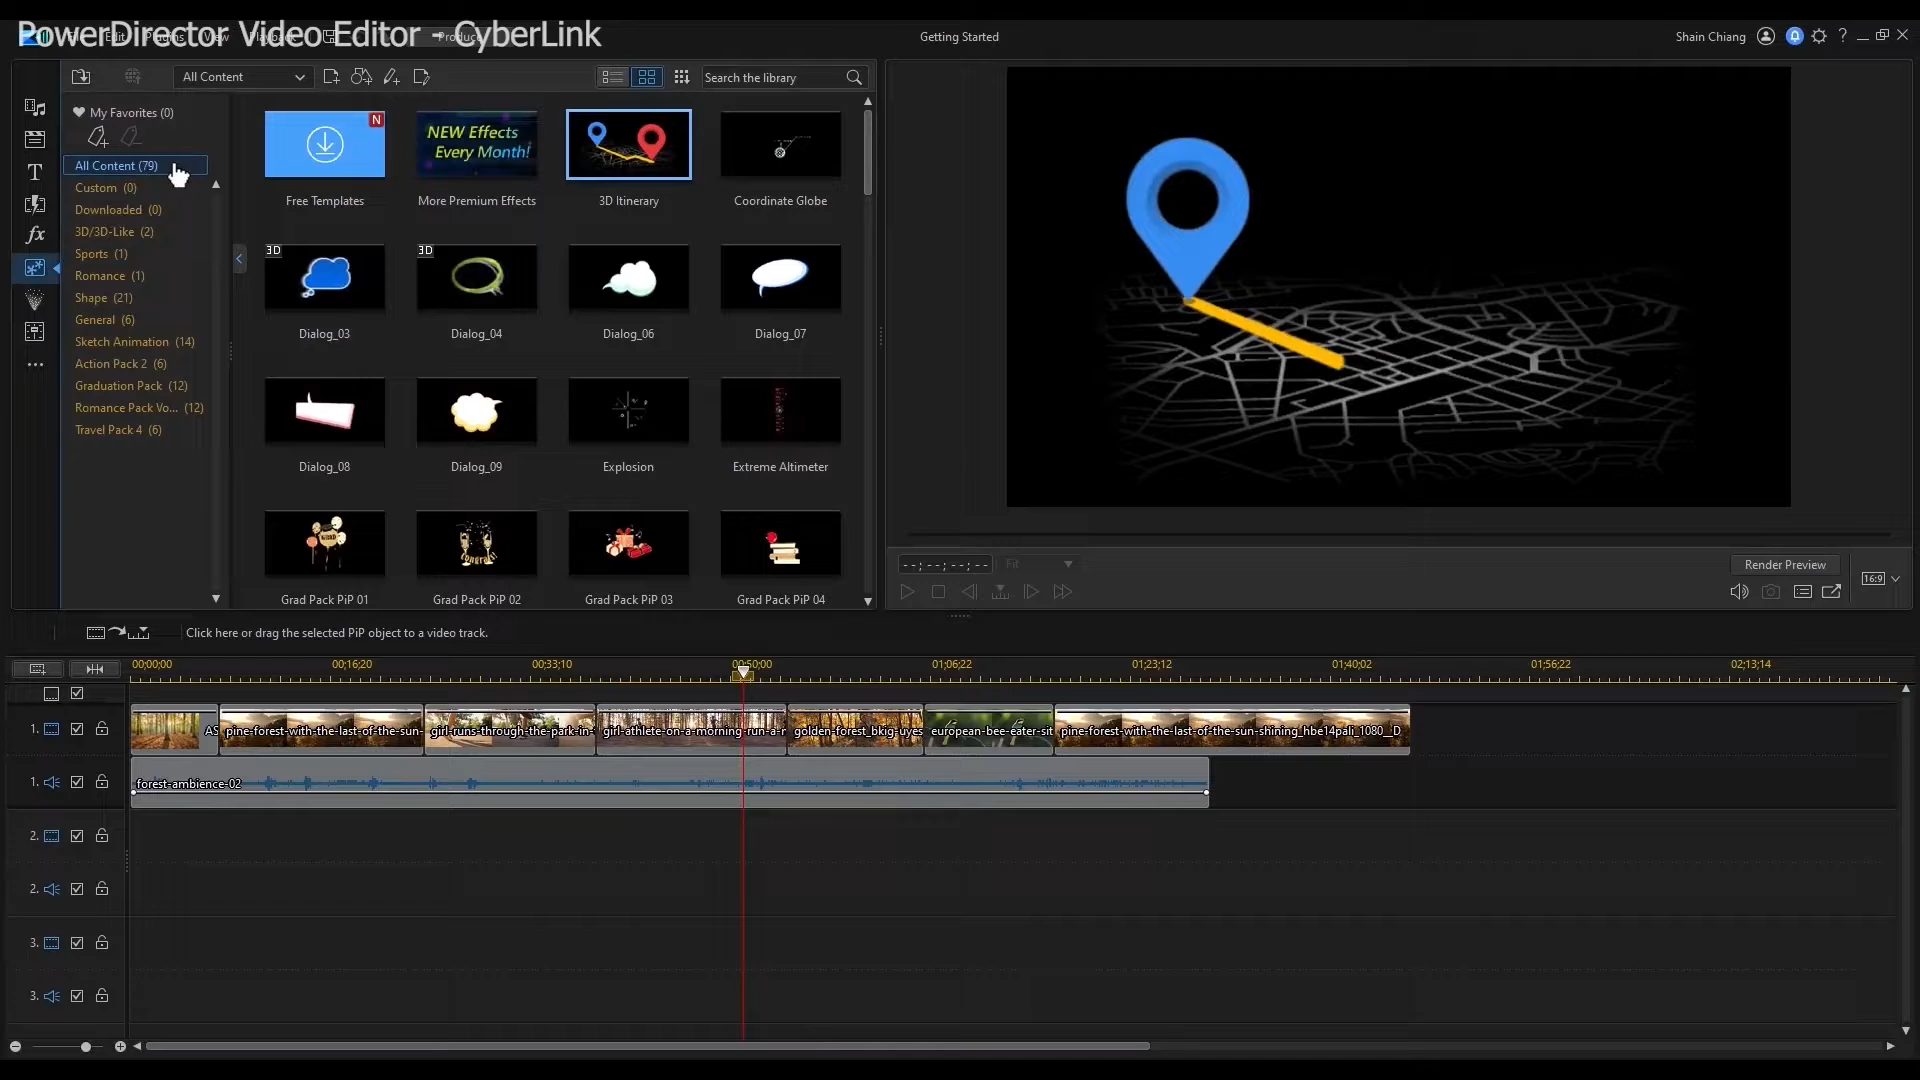 PowerDirector Video Editor - CyberLink
Edit
Plugins
View
Playback
Produce
Getting Started
Shain Chiang
?
All Content
Search the library
My Favorites (0)
All Content (79)
Custom (0)
Downloaded (0)
3D/3D-Like (2)
Sports (1)
Romance (1)
Shape (21)
General (6)
Sketch Animation (14)
Action Pack 2 (6)
Graduation Pack (12)
Romance Pack Vo... (12)
Travel Pack 4 (6)
N
NEW Effects
Every Month!
Free Templates
More Premium Effects
3D Itinerary
Coordinate Globe
3D
3D
Dialog_03
Dialog_04
Dialog_06
Dialog_07
Dialog_08
Dialog_09
Explosion
Extreme Altimeter
Grad Pack PiP 01
Grad Pack PiP 02
Grad Pack PiP 03
Grad Pack PiP 04
--;--;--;--
Fit
Render Preview
16:9
Click here or drag the selected PiP object to a video track.
00;00;00
00;16;20
00;33;10
00;50;00
01;06;22
01;23;12
01;40;02
01;56;22
02;13;14
1.
AS
pine-forest-with-the-last-of-the-sun-
girl-runs-through-the-park-in-
girl-athlete-on-a-morning-run-a-r
golden-forest_bkig-uyes
european-bee-eater-sit
pine-forest-with-the-last-of-the-sun-shining_hbe14pali_1080__D
1.
forest-ambience-02
2.
2.
3.
3.